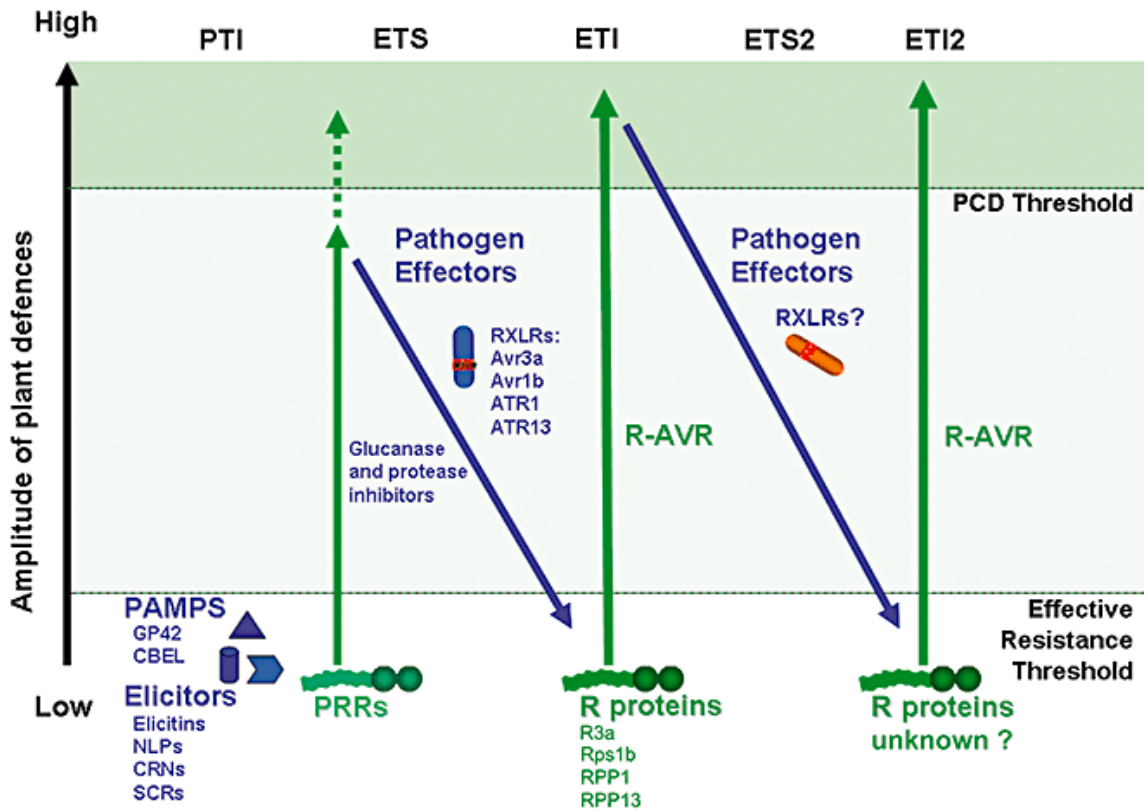 High
PTI
ETS
ETI
ETS2
ETI2
Amplitude of plant defences
PCD Threshold
Pathogen
Effectors
RXLRs:
Avr3a
Avr1b
ATR1
ATR13
Glucanase
and protease
inhibitors
R-AVR
Pathogen
Effectors
RXLRs?
R-AVR
Effective
Resistance
Threshold
PAMPS
GP42
CBEL
Elicitors
Elicitins
NLPs
CRNs
SCRs
Low
PRRs
R proteins
R3a
Rps1b
RPP1
RPP13
R proteins
unknown ?